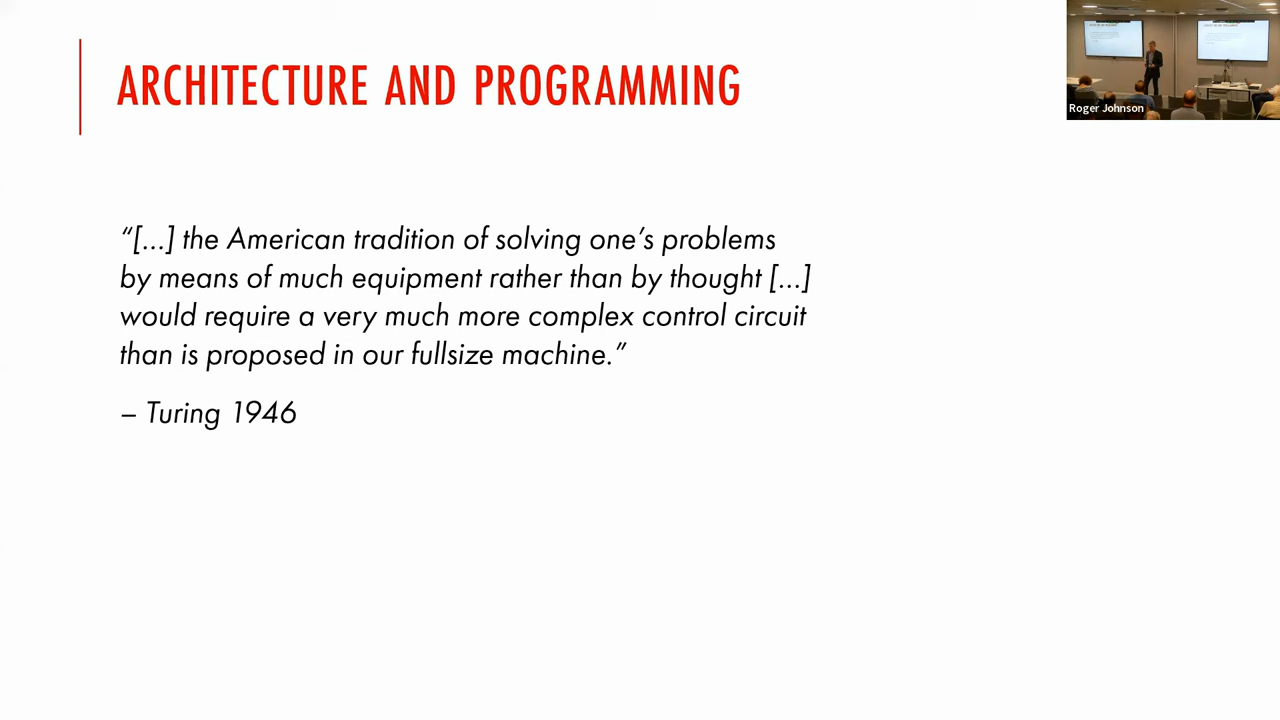 ARCHITECTURE AND PROGRAMMING
Roger Johnson
“[…] the American tradition of solving one’s problems
by means of much equipment rather than by thought […]
would require a very much more complex control circuit
than is proposed in our fullsize machine.”
– Turing 1946